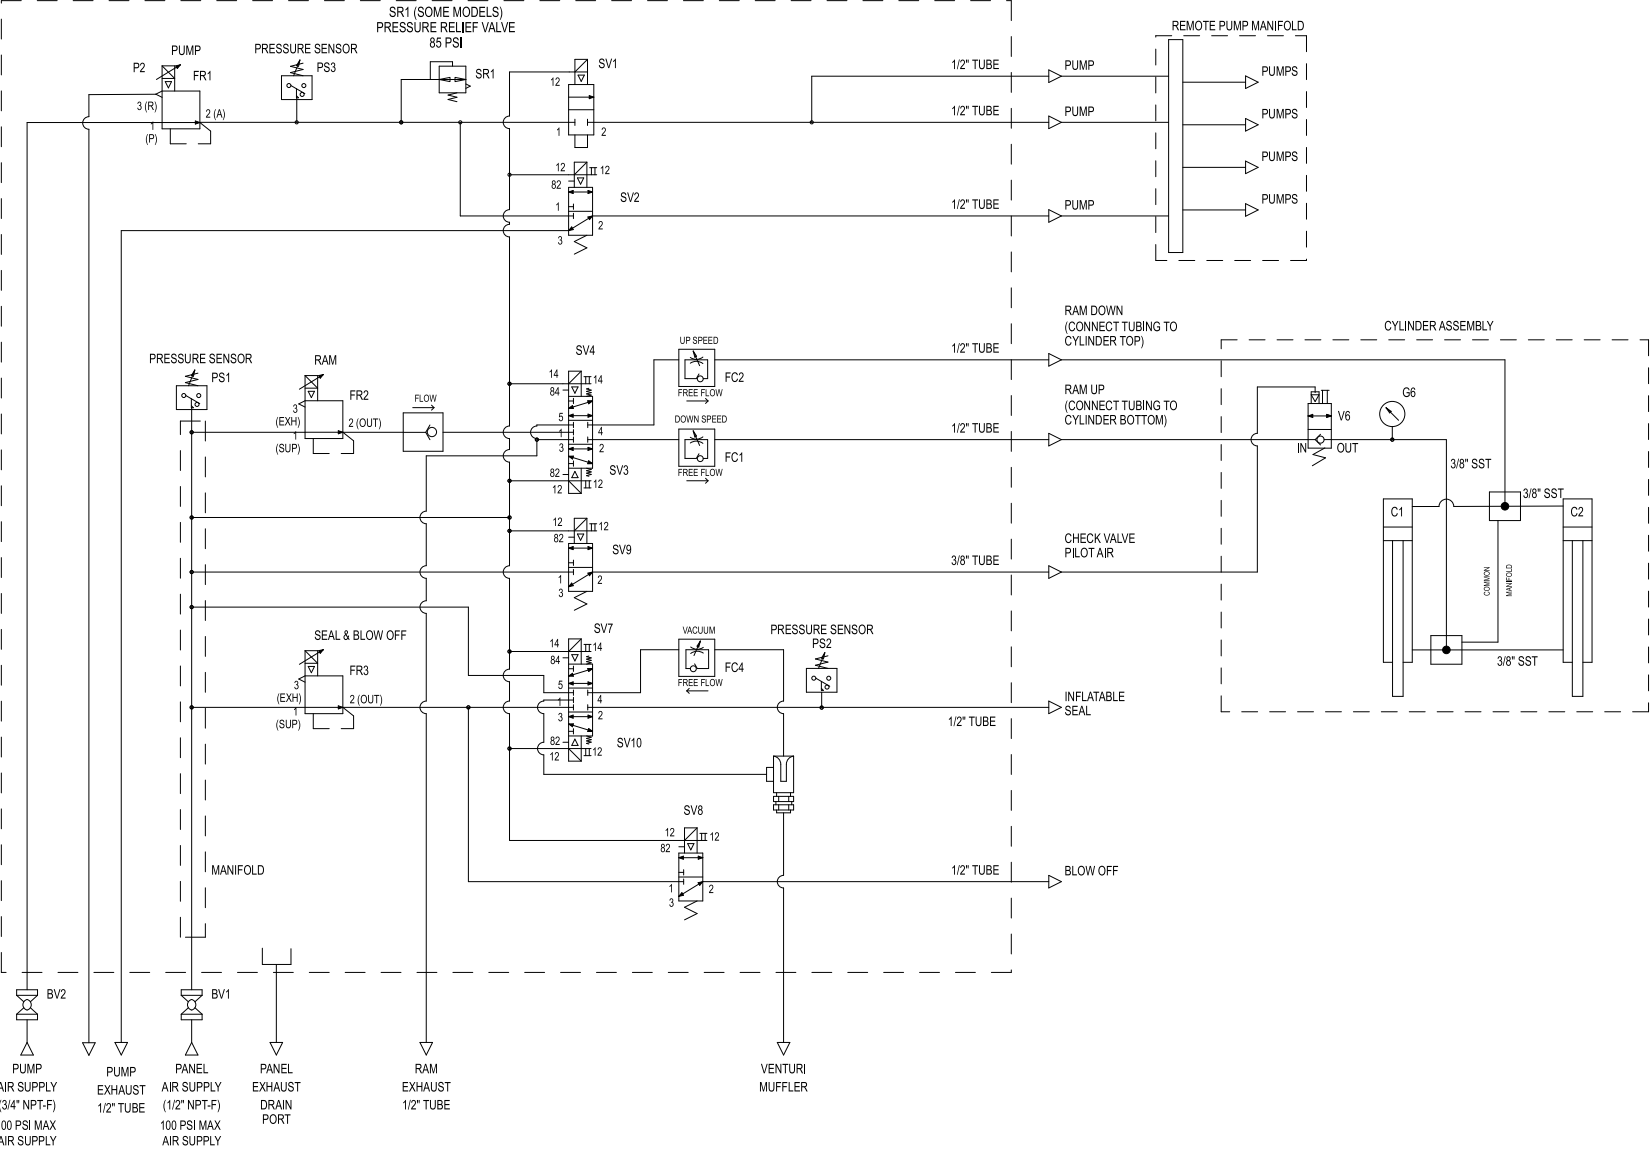 SR1 (SOME MODELS)
PRESSURE RELIEF VALVE
85 PSI
PUMP
P2
FR1
3 (R)
1
(P)
2 (A)
PRESSURE SENSOR
PS3
SR1
SV1
12
1
2
1/2" TUBE
PUMP
1/2" TUBE
PUMP
REMOTE PUMP MANIFOLD
PUMPS
PUMPS
PUMPS
PUMPS
12
12
82
SV2
1
2
3
1/2" TUBE
PUMP
PRESSURE SENSOR
PS1
RAM
FR2
3
(EXH)
1
(SUP)
2 (OUT)
FLOW
SV4
14
14
84
5
1
4
3
2
SV3
82
12
12
UP SPEED
FC2
FREE FLOW
DOWN SPEED
FC1
FREE FLOW
1/2" TUBE
RAM DOWN
(CONNECT TUBING TO
CYLINDER TOP)
1/2" TUBE
RAM UP
(CONNECT TUBING TO
CYLINDER BOTTOM)
CYLINDER ASSEMBLY
V6
IN
OUT
G6
3/8" SST
3/8" SST
C1
C2
COMMON
MANIFOLD
3/8" SST
12
12
82
SV9
1
2
3
3/8" TUBE
CHECK VALVE
PILOT AIR
SEAL & BLOW OFF
FR3
3
(EXH)
1
(SUP)
2 (OUT)
SV7
14
14
84
5
1
4
3
2
82
12
12
SV10
VACUUM
FC4
FREE FLOW
PRESSURE SENSOR
PS2
1/2" TUBE
INFLATABLE
SEAL
SV8
12
12
82
1
2
3
1/2" TUBE
BLOW OFF
MANIFOLD
BV2
BV1
PUMP
AIR SUPPLY
(3/4" NPT-F)
00 PSI MAX
AIR SUPPLY
PUMP
EXHAUST
1/2" TUBE
PANEL
AIR SUPPLY
(1/2" NPT-F)
100 PSI MAX
AIR SUPPLY
PANEL
EXHAUST
DRAIN
PORT
RAM
EXHAUST
1/2" TUBE
VENTURI
MUFFLER